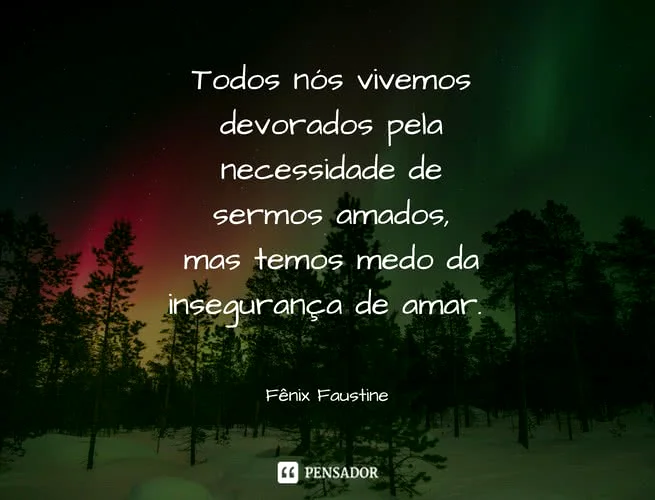 Todos nós vivemos
devorados pela
necessidade de
sermos amados,
mas temos medo da
insegurança de amar.
Fênix Faustine
PENSADOR